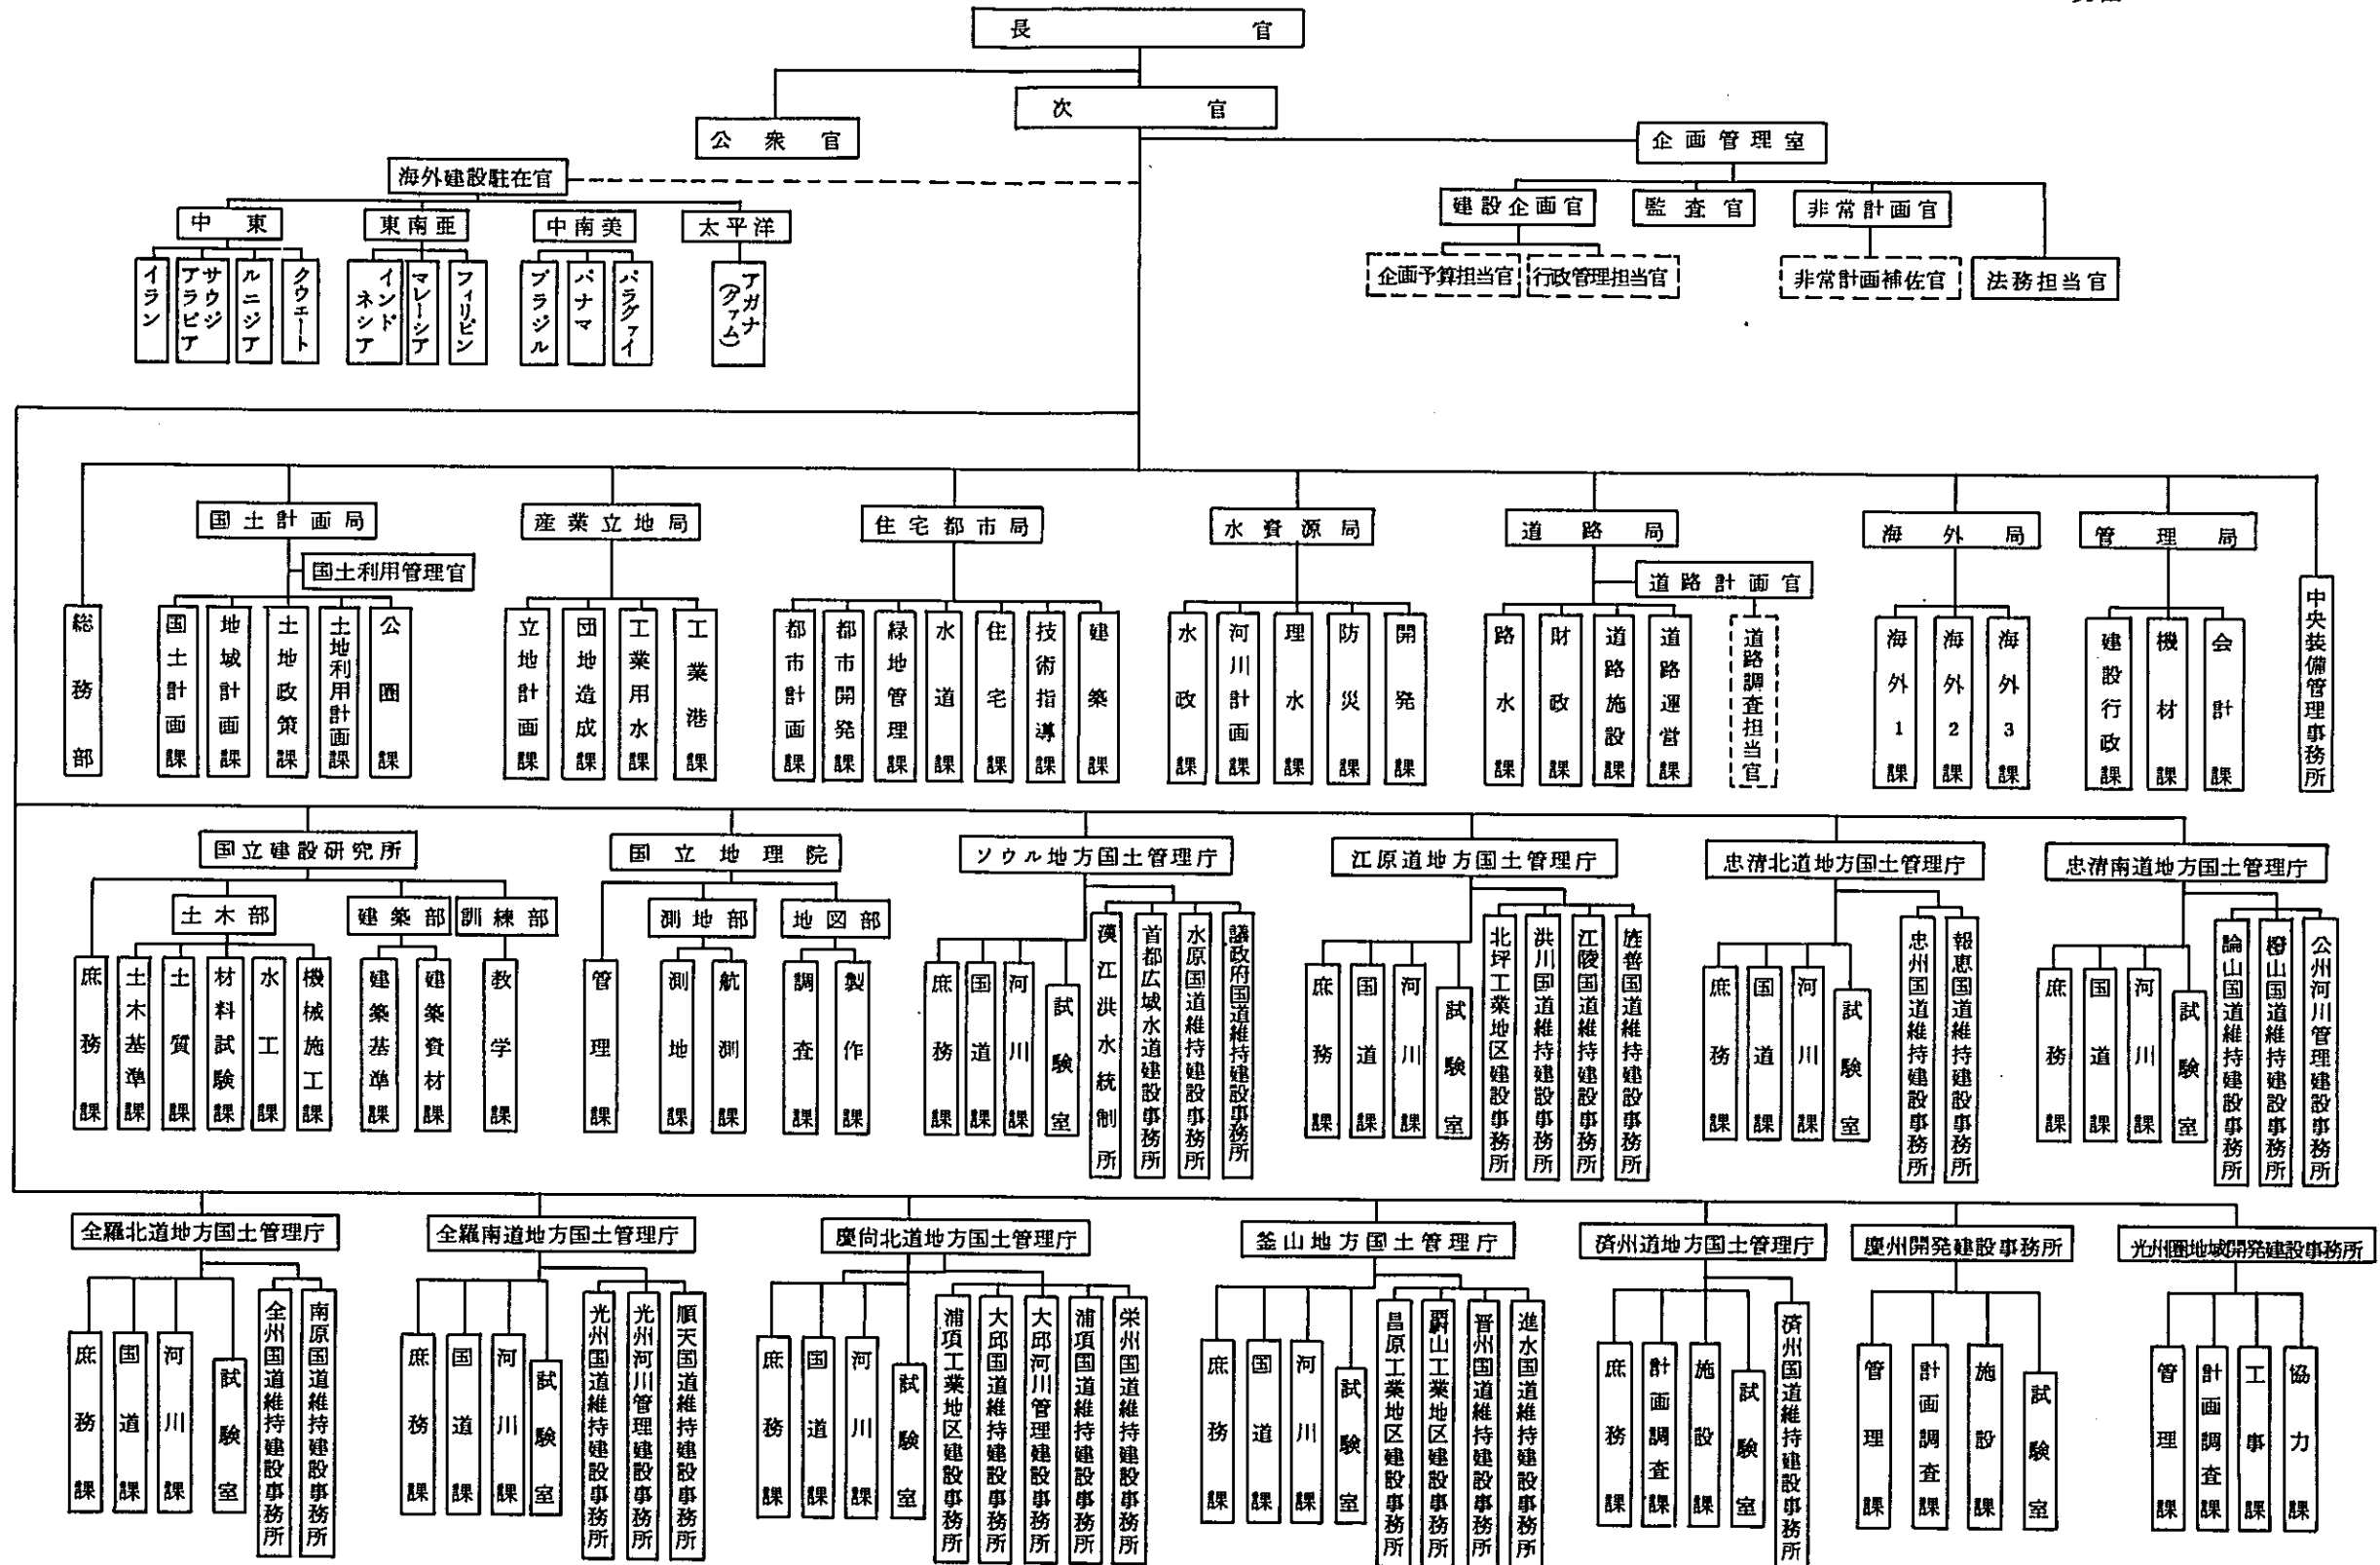 長官
次官
公衆官
企画管理室
海外建設駐在官
建設企画官
監査官
非常計画官
中東
東南亜
中南美
太平洋
企画予算担当官
行政管理担当官
非常計画補佐官
法務担当官
イラン
サウジアラビア
ルニジア
クウェート
インドネシア
マレーシア
フィリピン
ブラジル
パナマ
パラグァイ
アガナ(グァム)
国土計画局
産業立地局
住宅都市局
水資源局
道路局
海外局
管理局
国土利用管理官
道路計画官
総務部
国土計画課
地域計画課
土地政策課
土地利用計画課
公園課
立地計画課
団地造成課
工業用水課
工業港課
都市計画課
都市開発課
緑地管理課
水道課
住宅課
技術指導課
建築課
水政課
河川計画課
理水課
防災課
開発課
路水課
財政課
道路施設課
道路運営課
道路調査担当官
海外1課
海外2課
海外3課
建設行政課
機材課
会計課
中央装備管理事務所
国立建設研究所
国立地理院
ソウル地方国土管理庁
江原道地方国土管理庁
忠清北道地方国土管理庁
忠清南道地方国土管理庁
土木部
建築部
訓練部
測地部
地図部
庶務課
土木基準課
土質課
材料試験課
水工課
機械施工課
建築基準課
建築資材課
教学課
管理課
測地課
航測課
調査課
製作課
庶務課
国道課
河川課
試験室
漢江洪水統制所
首都広域水道建設事務所
水原国道維持建設事務所
議政府国道維持建設事務所
庶務課
国道課
河川課
試験室
北坪工業地区建設事務所
洪川国道維持建設事務所
江陵国道維持建設事務所
旌善国道維持建設事務所
庶務課
国道課
河川課
試験室
忠州国道維持建設事務所
報恵国道維持建設事務所
庶務課
国道課
河川課
試験室
論山国道維持建設事務所
山国道維持建設事務所
公州河川管理建設事務所
全羅北道地方国土管理庁
全羅南道地方国土管理庁
慶尚北道地方国土管理庁
釜山地方国土管理庁
済州道地方国土管理庁
慶州開発建設事務所
光州圏地域開発建設事務所
庶務課
国道課
河川課
試験室
全州国道維持建設事務所
南原国道維持建設事務所
庶務課
国道課
河川課
試験室
光州国道維持建設事務所
光州河川管理建設事務所
順天国道維持建設事務所
庶務課
国道課
河川課
試験室
浦項工業地区建設事務所
大邱国道維持建設事務所
大邱河川管理建設事務所
浦項国道維持建設事務所
栄州国道維持建設事務所
庶務課
国道課
河川課
試験室
昌原工業地区建設事務所
蔚山工業地区建設事務所
晋州国道維持建設事務所
進水国道維持建設事務所
庶務課
計画調査課
施設課
試験室
済州国道維持建設事務所
管理課
計画調査課
施設課
試験室
管理課
計画調査課
工事課
協力課